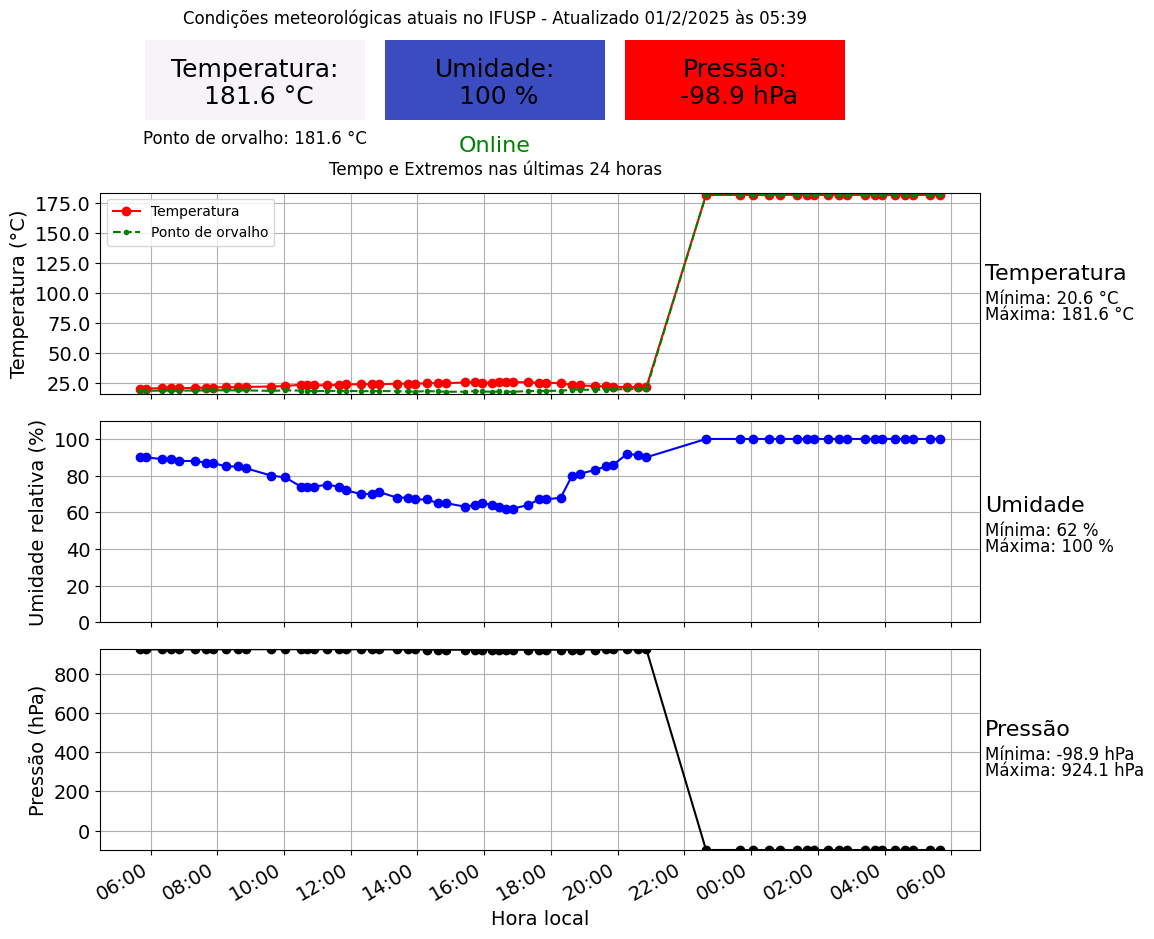 Condições meteorológicas atuais no IFUSP - Atualizado 01/2/2025 às 05:39
Temperatura:
181.6 °C
Umidade:
100 %
Pressão:
-98.9 hPa
Ponto de orvalho: 181.6 °C
Online
Tempo e Extremos nas últimas 24 horas
Temperatura (°C)
175.0
150.0
125.0
100.0
75.0
50.0
25.0
Temperatura
Ponto de orvalho
Temperatura
Mínima: 20.6 °C
Máxima: 181.6 °C
Umidade relativa (%)
100
80
60
40
20
0
Umidade
Mínima: 62 %
Máxima: 100 %
Pressão (hPa)
800
600
400
200
0
Pressão
Mínima: -98.9 hPa
Máxima: 924.1 hPa
06:00 08:00 10:00 12:00 14:00 16:00 18:00 20:00 22:00 00:00 02:00 04:00 06:00
Hora local